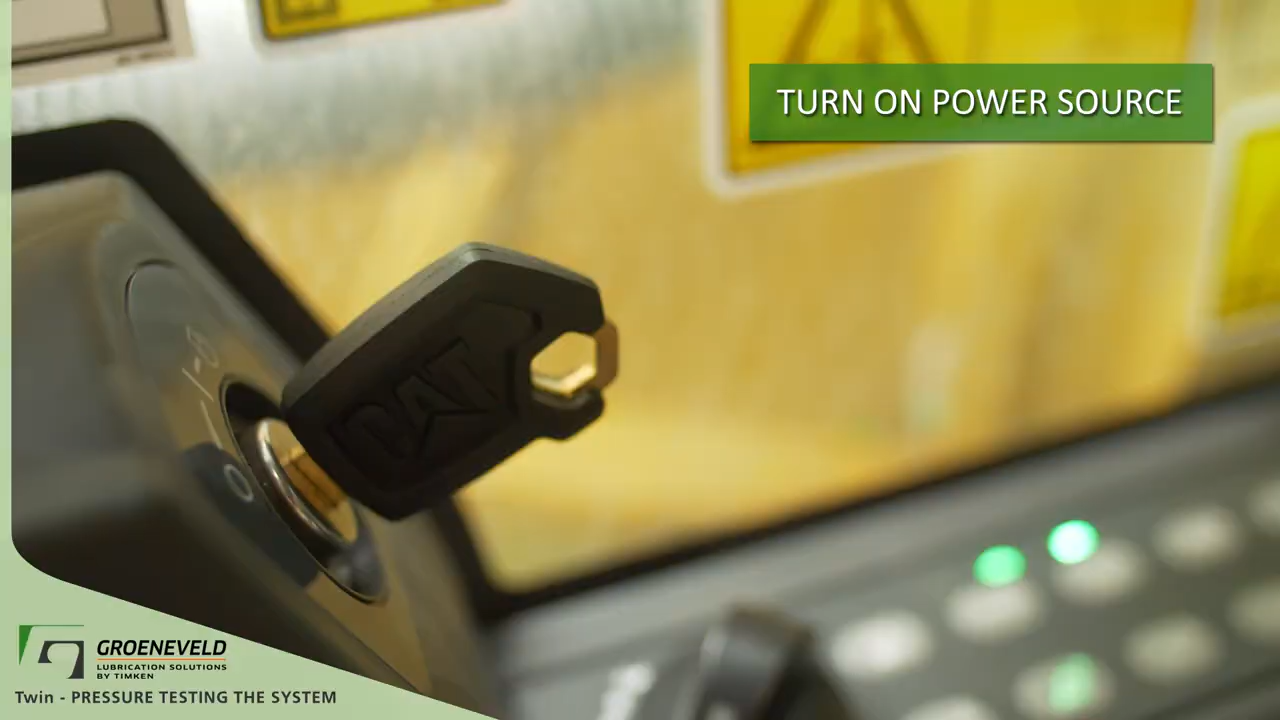 TURN ON POWER SOURCE
CAT
O
GROENEVELD
LUBRICATION SOLUTIONS
BY TIMKEN
Twin - PRESSURE TESTING THE SYSTEM